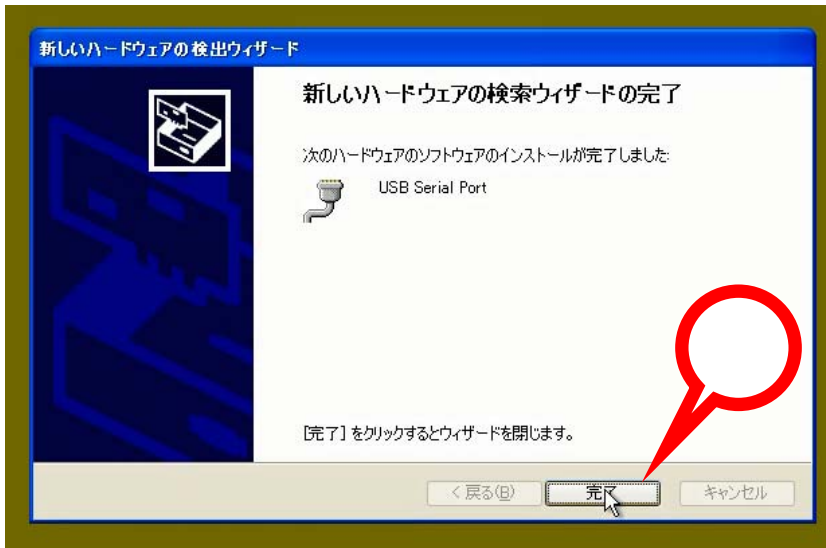 新しいハードウェアの検出ウィザード
新しいハードウェアの検索ウィザードの完了
次のハードウェアのソフトウェアのインストールが完了しました:
USB Serial Port
[完了] をクリックするとウィザードを閉じます。
< 戻る(B)
完了
キャンセル